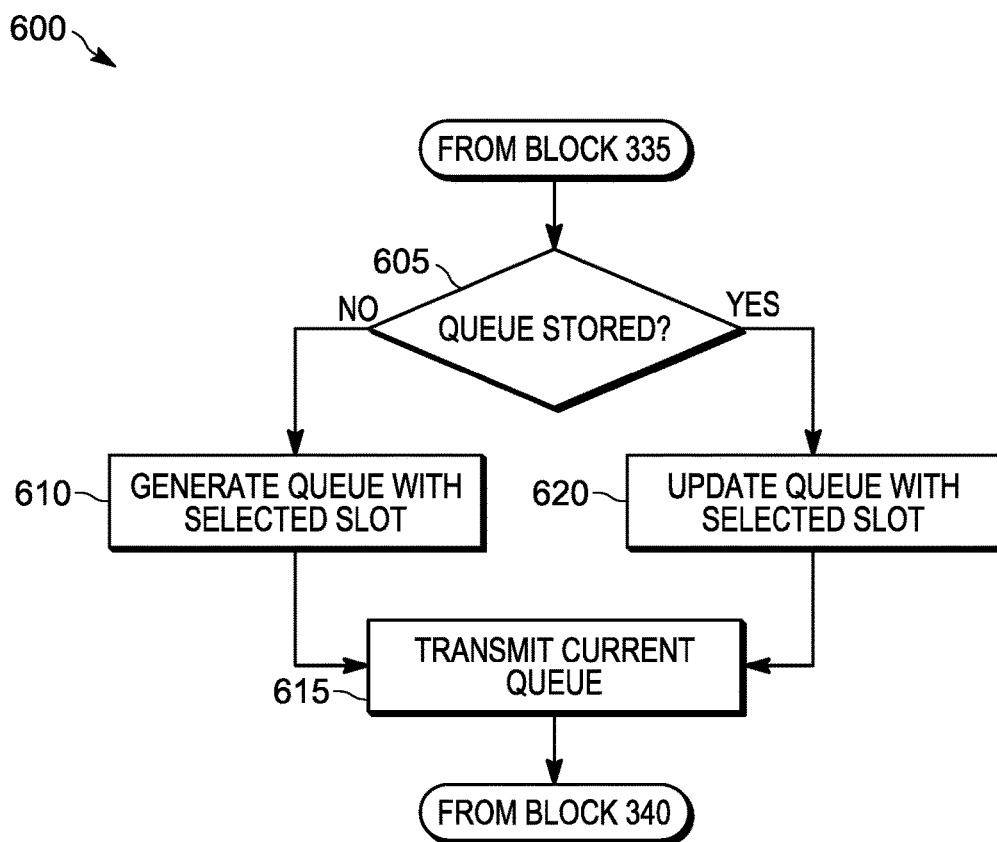 600
FROM BLOCK 335
605
NO
YES
QUEUE STORED?
610
GENERATE QUEUE WITH
SELECTED SLOT
620
UPDATE QUEUE WITH
SELECTED SLOT
TRANSMIT CURRENT
QUEUE
615
FROM BLOCK 340